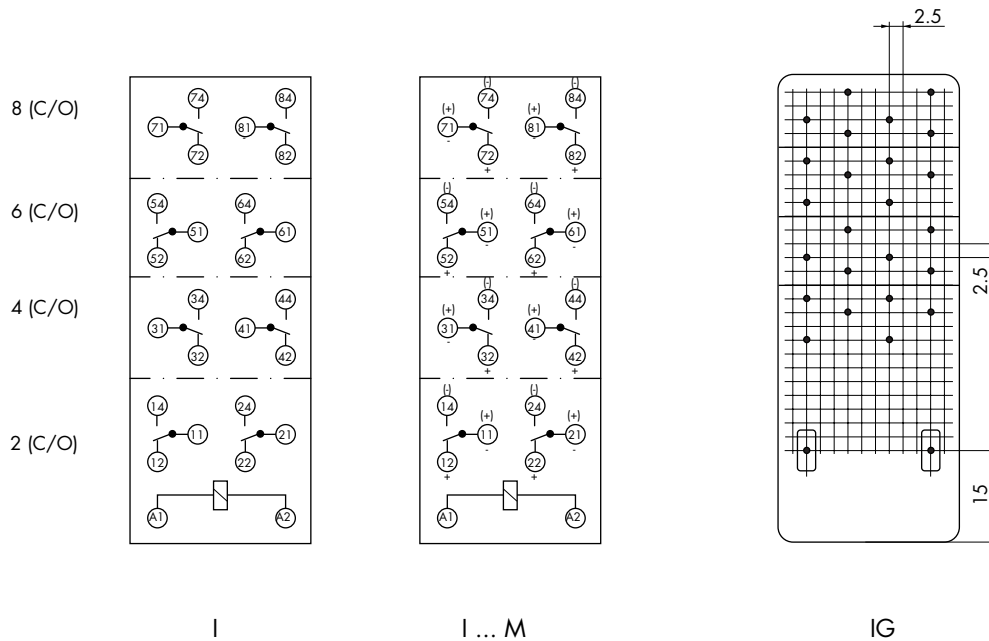 2.5
(-) (-)
8 (C/O) 74 84 74 84
(+) (+)
71 81 71 81
- - -
72 82 72 82
+ +
(-) (-)
6 (C/O) 54 64 54 64
(+) (+)
51 61 51 61
- -
52 62 52 62
+ +
2.5
(-) (-)
4 (C/O) 34 44 34 44
(+) (+)
31 41 31 41
- -
32 42 32 42
+ +
(-) (-)
14 24 14 24
(+) (+)
2 (C/O) 11 21 11 21
- -
12 22 12 22
+ +
15
A1 A2 A1 A2
I I ... M IG